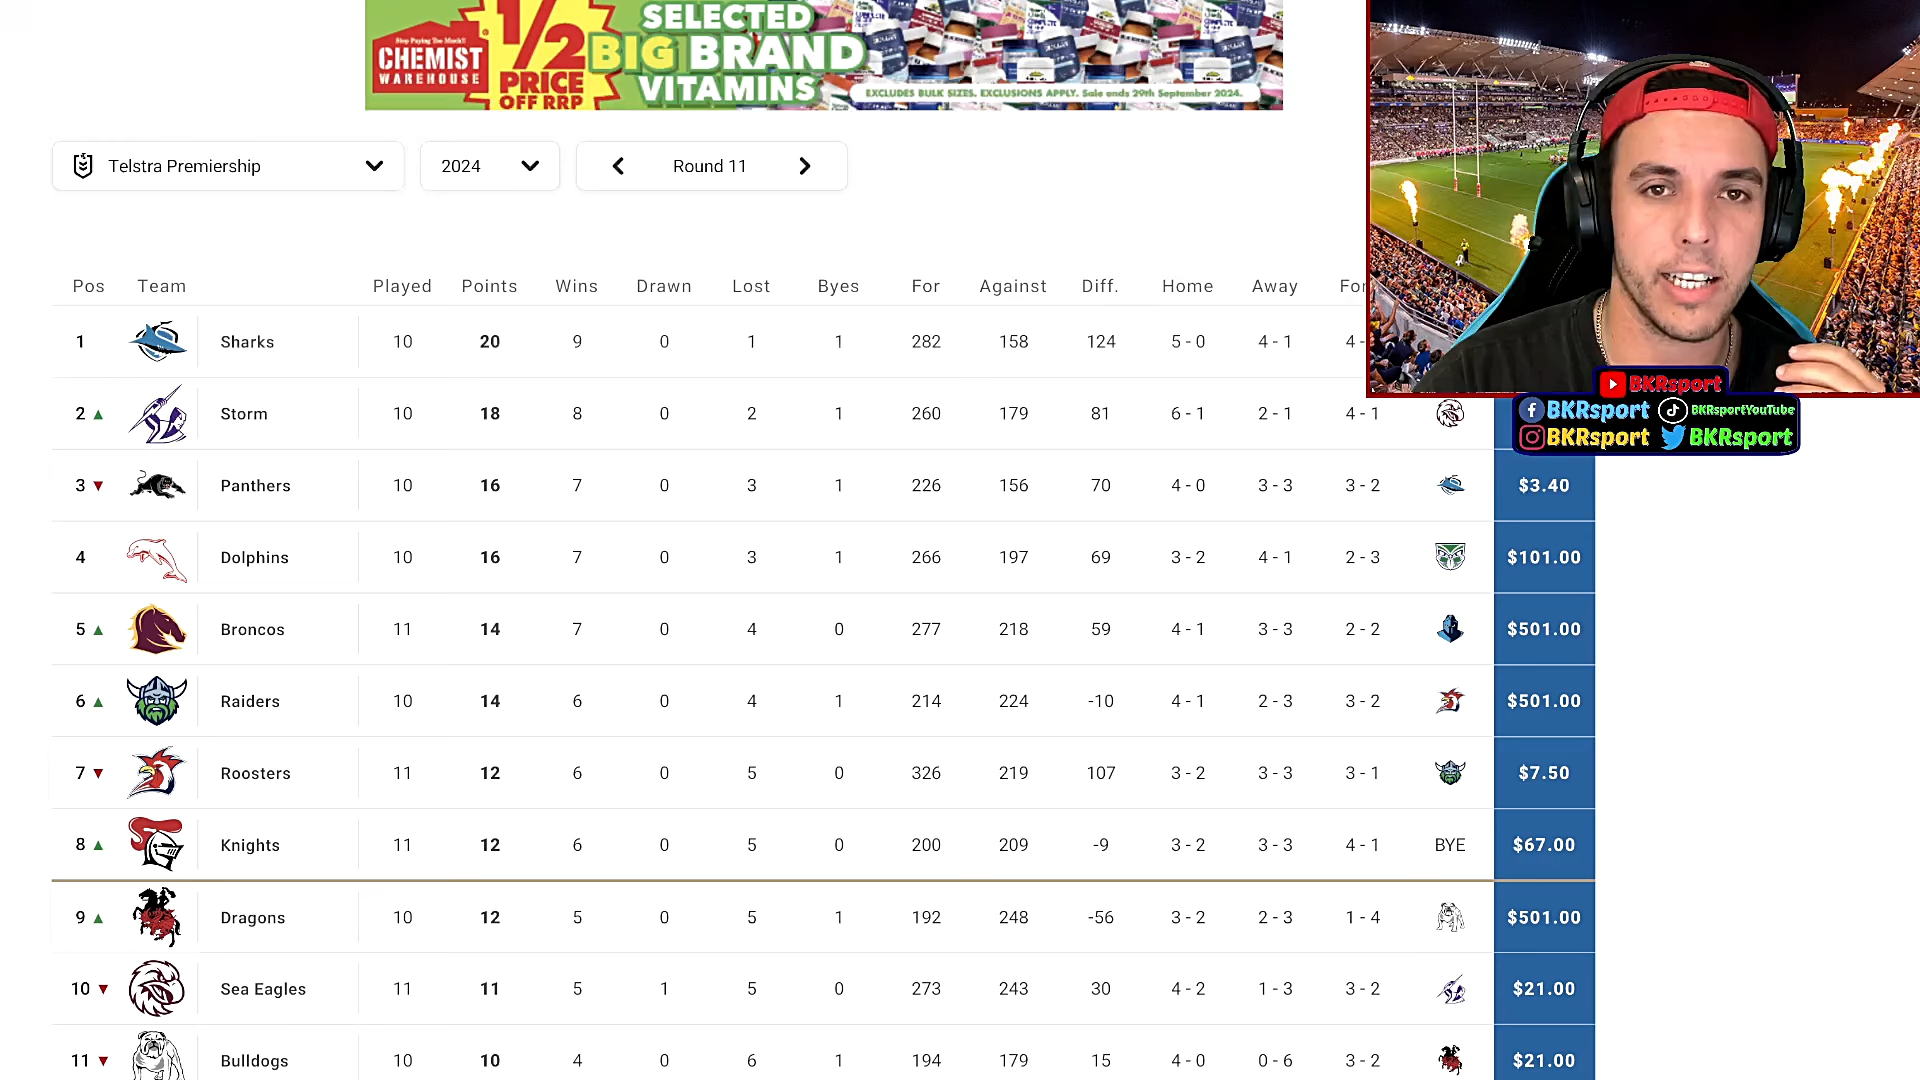 Stop Paying Too Much!!
CHEMIST
WAREHOUSE
1/2
PRICE
OFF RRP
SELECTED
BIG BRAND
VITAMINS
EXCLUDES BULK SIZES. EXCLUSIONS APPLY. Sale ends 29th September 2024.
Telstra Premiership
2024
Round 11
Pos Team Played Points Wins Drawn Lost Byes For Against Diff. Home Away
1 Sharks 10 20 9 0 1 1 282 158 124 5 - 0 4 - 1
2 Storm 10 18 8 0 2 1 260 179 81 6 - 1 2 - 1 4 - 1
3 Panthers 10 16 7 0 3 1 226 156 70 4 - 0 3 - 3 3 - 2 $3.40
4 Dolphins 10 16 7 0 3 1 266 197 69 3 - 2 4 - 1 2 - 3 $101.00
5 Broncos 11 14 7 0 4 0 277 218 59 4 - 1 3 - 3 2 - 2 $501.00
6 Raiders 10 14 6 0 4 1 214 224 -10 4 - 1 2 - 3 3 - 2 $501.00
7 Roosters 11 12 6 0 5 0 326 219 107 3 - 2 3 - 3 3 - 1 $7.50
8 Knights 11 12 6 0 5 0 200 209 -9 3 - 2 3 - 3 4 - 1 BYE $67.00
9 Dragons 10 12 5 0 5 1 192 248 -56 3 - 2 2 - 3 1 - 4 $501.00
10 Sea Eagles 11 11 5 1 5 0 273 243 30 4 - 2 1 - 3 3 - 2 $21.00
11 Bulldogs 10 10 4 0 6 1 194 179 15 4 - 0 0 - 6 3 - 2 $21.00
BKRsport
BKRsport BKRsportYouTube
BKRsport BKRsport